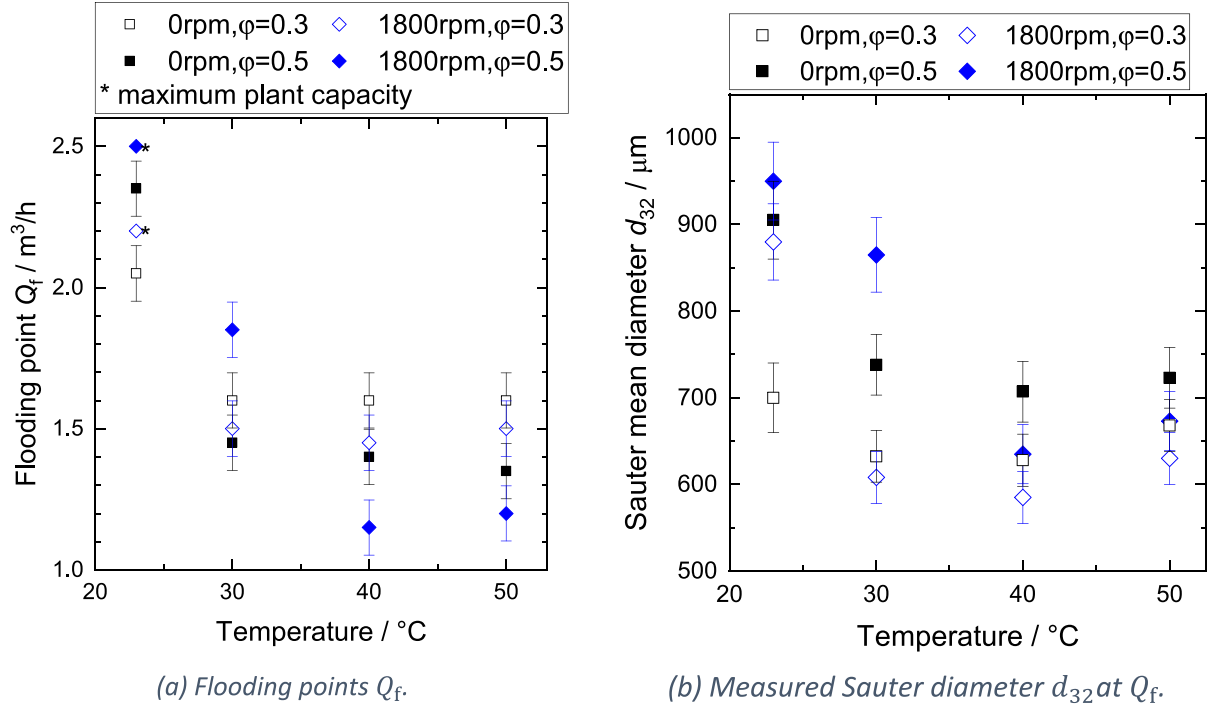 0rpm,φ=0.3 1800rpm,φ=0.3
0rpm,φ=0.5 1800rpm,φ=0.5
* maximum plant capacity
Flooding point Qf / m³/h
2.5
2.0
1.5
1.0
*
*
20 30 40 50
Temperature / °C
(a) Flooding points Qf.
0rpm,φ=0.3 1800rpm,φ=0.3
0rpm,φ=0.5 1800rpm,φ=0.5
Sauter mean diameter d32 / μm
1000
900
800
700
600
500
20 30 40 50
Temperature / °C
(b) Measured Sauter diameter d32 at Qf.